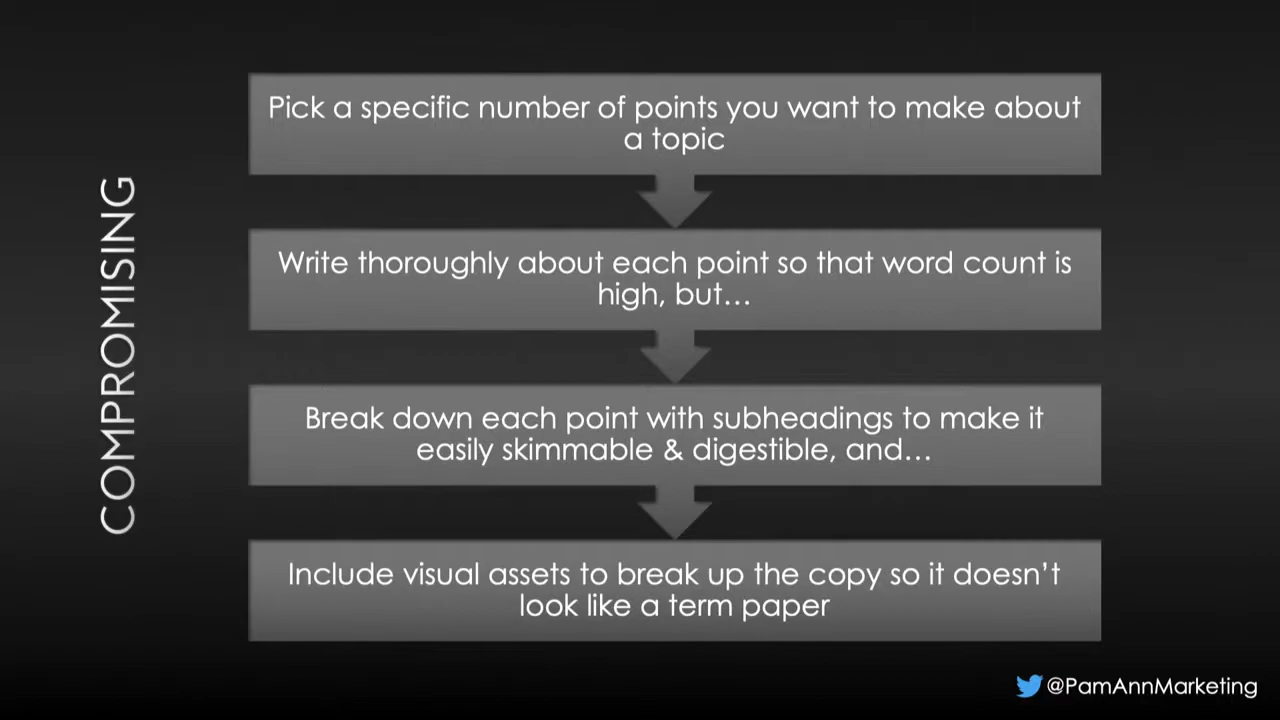 COMPROMISING
Pick a specific number of points you want to make about
a topic
Write thoroughly about each point so that word count is
high, but…
Break down each point with subheadings to make it
easily skimmable & digestible, and…
Include visual assets to break up the copy so it doesn’t
look like a term paper
@PamAnnMarketing